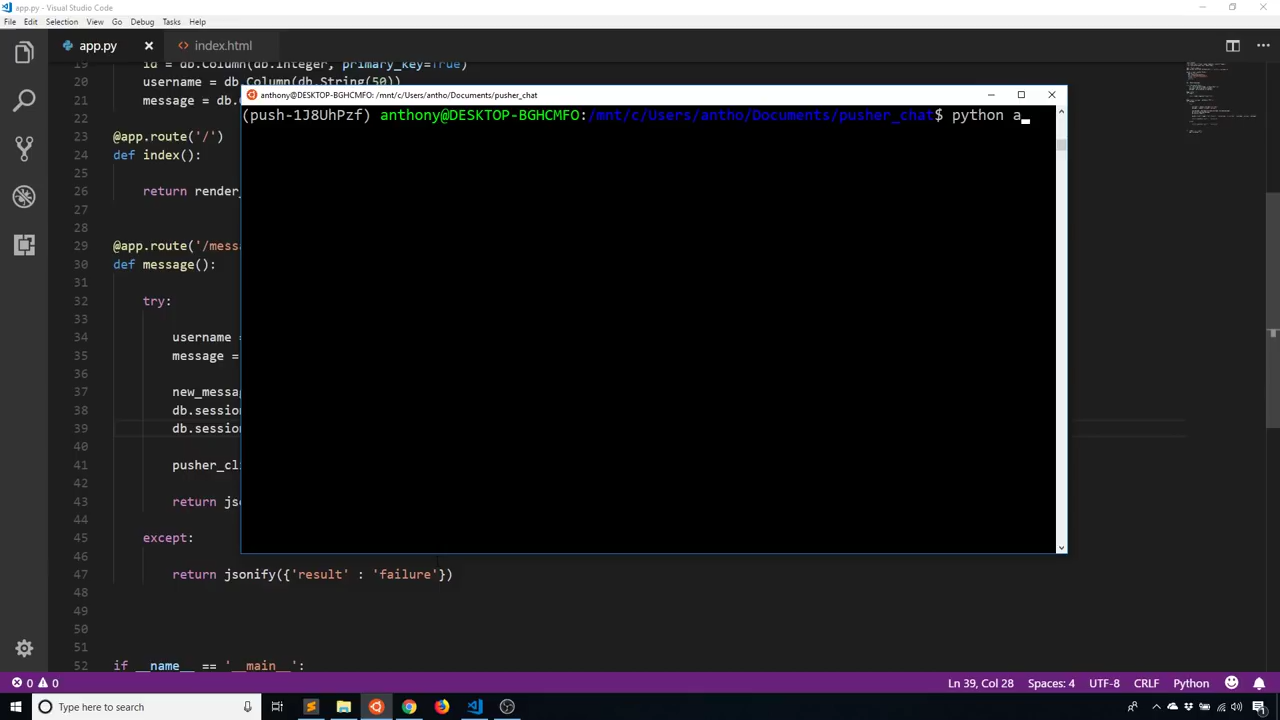 app.py - Visual Studio Code
File Edit Selection View Go Debug Tasks Help
app.py index.html
19 id = db.Column(db.Integer, primary_key=True)
20 username = db.Column(db.String(50))
21 message = db.
22
23 @app.route('/')
24 def index():
25
26 return render_
27
28
29 @app.route('/messa
30 def message():
31
32 try:
33
34 username =
35 message =
36
37 new_messag
38 db.session
39 db.session
40
41 pusher_cli
42
43 return jso
44
45 except:
46
47 return jsonify({'result' : 'failure'})
48
49
50
51
52 if __name__ == '__main__':
anthony@DESKTOP-BGHCMFO: /mnt/c/Users/antho/Documents/pusher_chat
(push-1J8UhPzf) anthony@DESKTOP-BGHCMFO:/mnt/c/Users/antho/Documents/pusher_chat$ python a
0 0 Ln 39, Col 28 Spaces: 4 UTF-8 CRLF Python
Type here to search